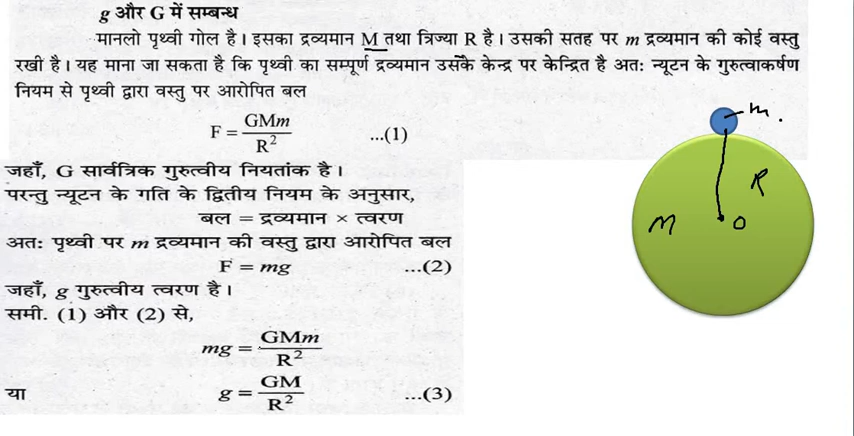 g और G में सम्बन्ध
मानलो पृथ्वी गोल है। इसका द्रव्यमान M तथा त्रिज्या R है। उसकी सतह पर m द्रव्यमान की कोई वस्तु
रखी है। यह माना जा सकता है कि पृथ्वी का सम्पूर्ण द्रव्यमान उसके केन्द्र पर केन्द्रित है अतः न्यूटन के गुरुत्वाकर्षण
नियम से पृथ्वी द्वारा वस्तु पर आरोपित बल
F = GMm / R² ...(1)
जहाँ, G सार्वत्रिक गुरुत्वीय नियतांक है।
परन्तु न्यूटन के गति के द्वितीय नियम के अनुसार,
बल = द्रव्यमान × त्वरण
अतः पृथ्वी पर m द्रव्यमान की वस्तु द्वारा आरोपित बल
F = mg ...(2)
जहाँ, g गुरुत्वीय त्वरण है।
समी. (1) और (2) से,
mg = GMm / R²
या g = GM / R² ...(3)
m.
R
M
O